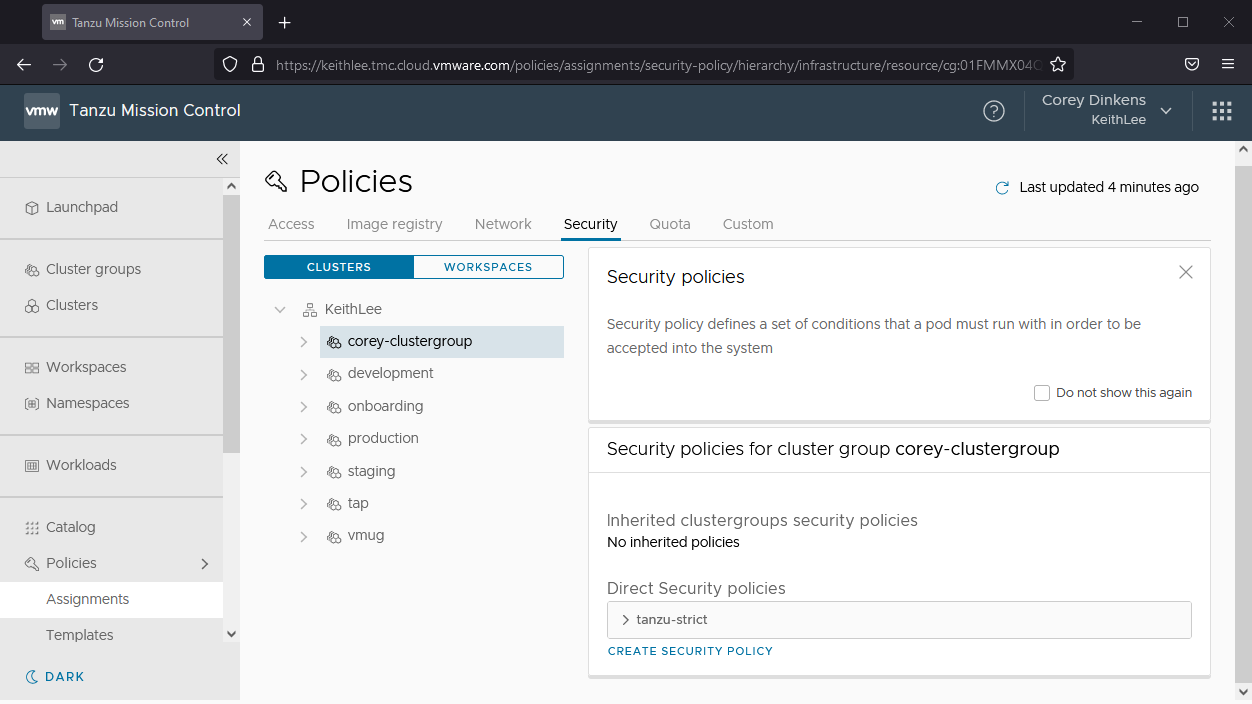 vm Tanzu Mission Control
https://keithlee.tmc.cloud.vmware.com/policies/assignments/security-policy/hierarchy/infrastructure/resource/cg:01FMMX04
vmw Tanzu Mission Control
?
Corey Dinkens
KeithLee
Launchpad
Cluster groups
Clusters
Workspaces
Namespaces
Workloads
Catalog
Policies
Assignments
Templates
DARK
Policies
Last updated 4 minutes ago
Access Image registry Network Security Quota Custom
CLUSTERS WORKSPACES
KeithLee
corey-clustergroup
development
onboarding
production
staging
tap
vmug
Security policies
Security policy defines a set of conditions that a pod must run with in order to be
accepted into the system
Do not show this again
Security policies for cluster group corey-clustergroup
Inherited clustergroups security policies
No inherited policies
Direct Security policies
tanzu-strict
CREATE SECURITY POLICY